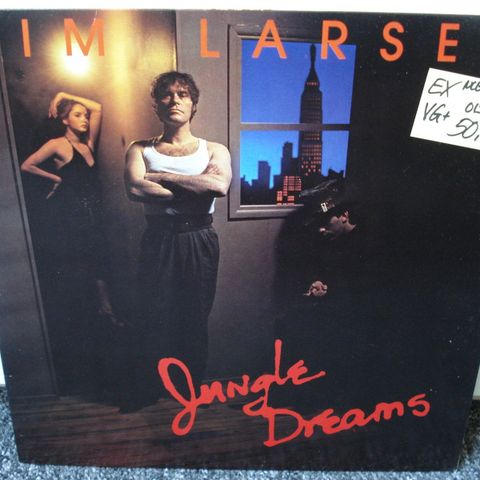 IM LARSE
EX
VG+
50,
Jungle
Dreams